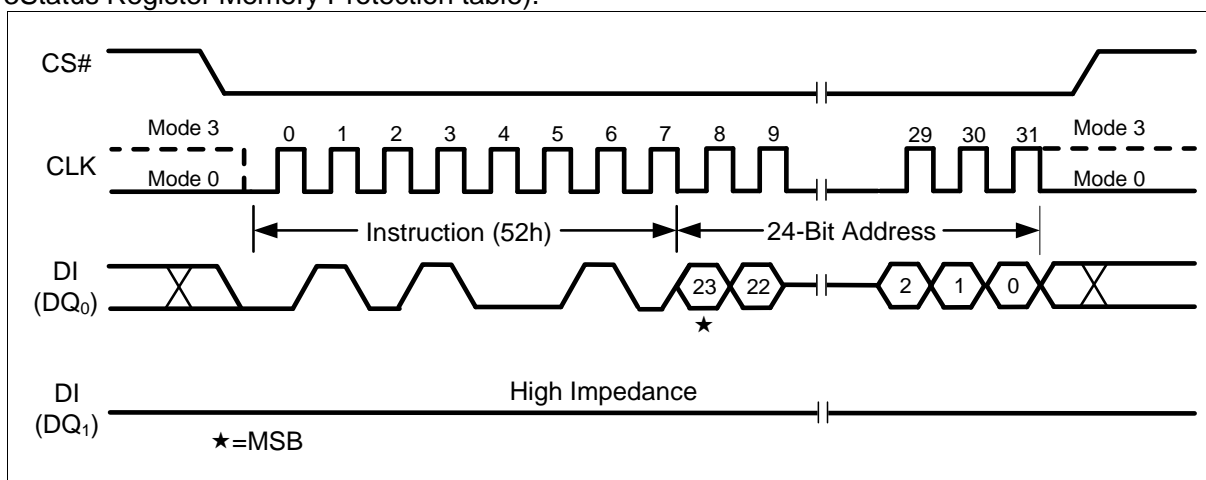 Status Register Memory Protection table).
CS#
Mode 3 0 1 2 3 4 5 6 7 8 9 29 30 31 Mode 3
CLK
Mode 0 Mode 0
Instruction (52h) 24-Bit Address
DI
(DQ0) 23 22 2 1 0
★
High Impedance
DI
(DQ1)
★=MSB